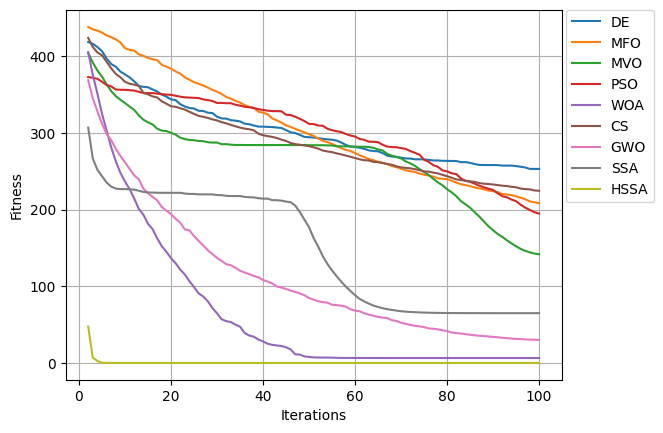 Fitness
400
300
200
100
0
0 20 40 60 80 100
Iterations
DE
MFO
MVO
PSO
WOA
CS
GWO
SSA
HSSA